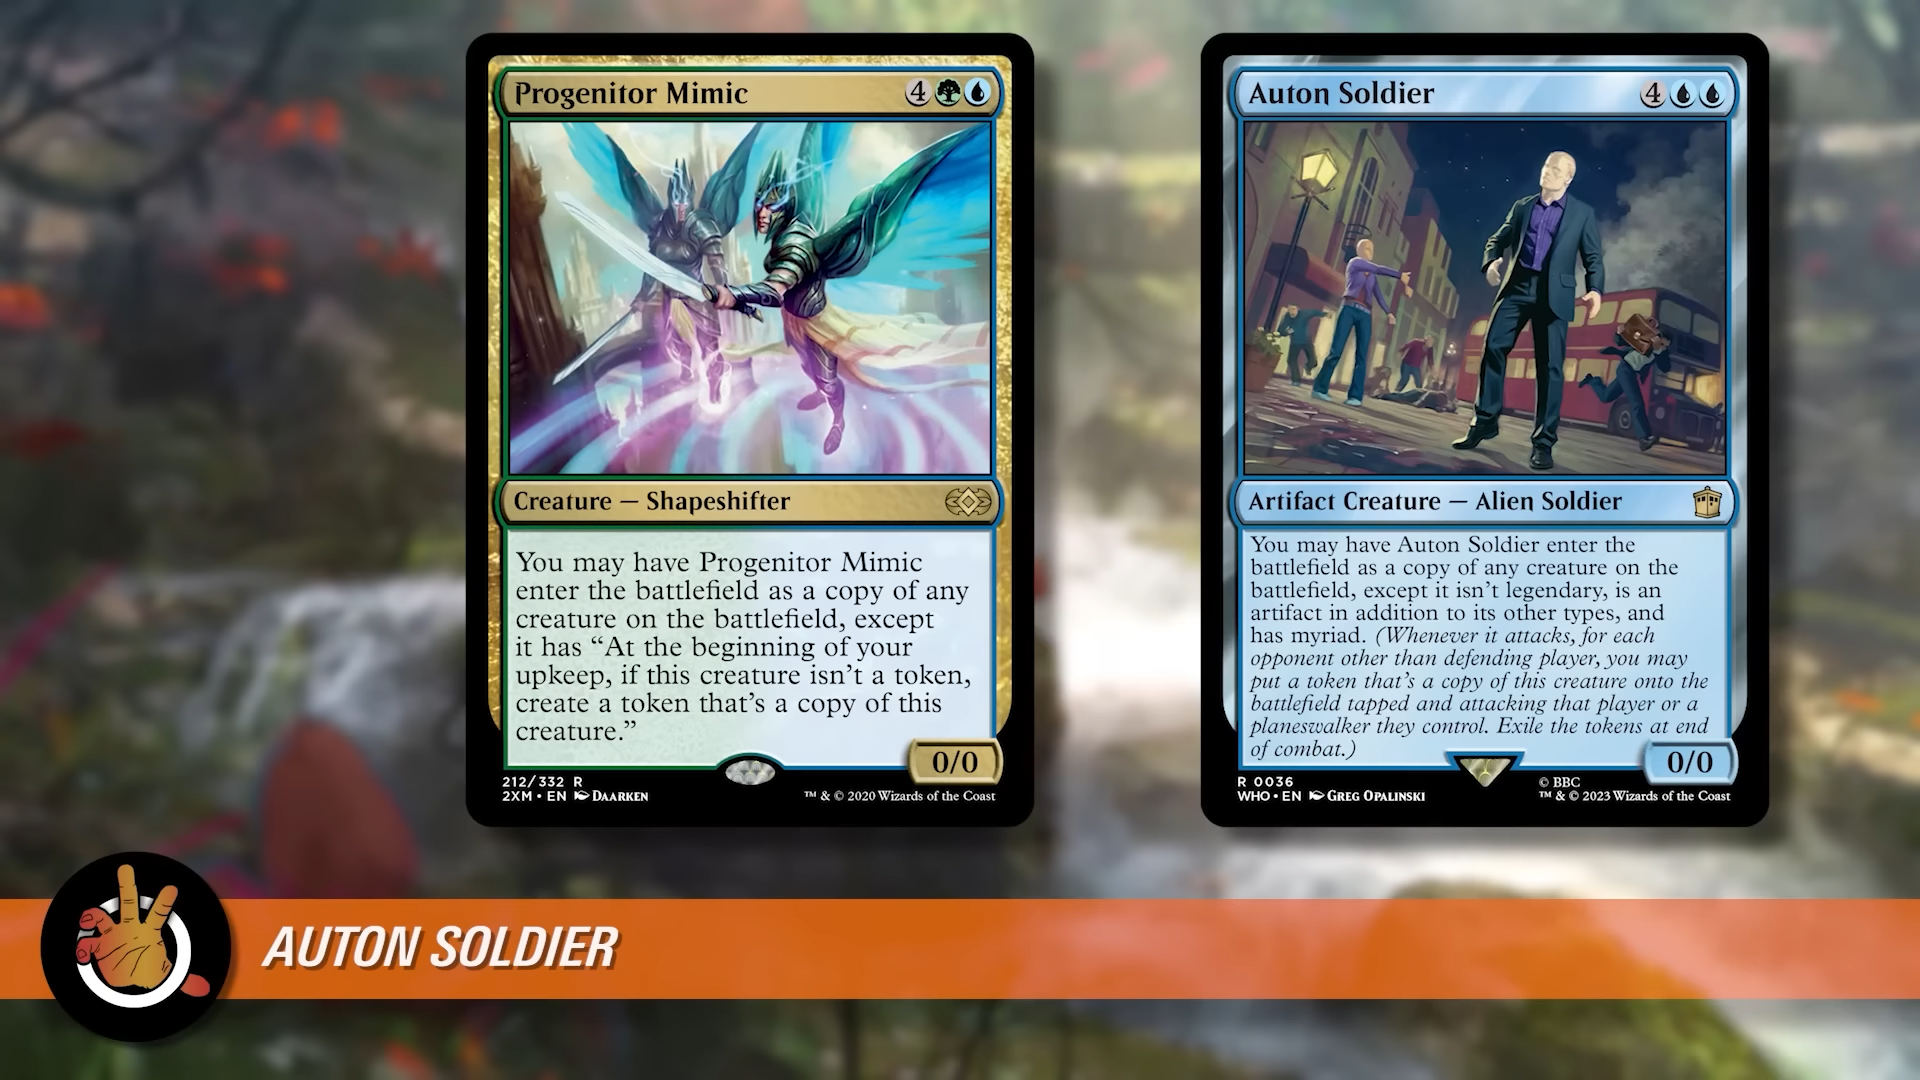 Progenitor Mimic
4
Creature — Shapeshifter
You may have Progenitor Mimic
enter the battlefield as a copy of any
creature on the battlefield, except
it has “At the beginning of your
upkeep, if this creature isn’t a token,
create a token that’s a copy of this
creature.”
0/0
212/332 R
2XM • EN DAARKEN
™ & © 2020 Wizards of the Coast
Auton Soldier
4
Artifact Creature — Alien Soldier
You may have Auton Soldier enter the
battlefield as a copy of any creature on the
battlefield, except it isn’t legendary, is an
artifact in addition to its other types, and
has myriad. (Whenever it attacks, for each
opponent other than defending player, you may
put a token that’s a copy of this creature onto the
battlefield tapped and attacking that player or a
planeswalker they control. Exile the tokens at end
of combat.)
0/0
R 0036
WHO • EN GREG OPALINSKI
© BBC
™ & © 2023 Wizards of the Coast
AUTON SOLDIER